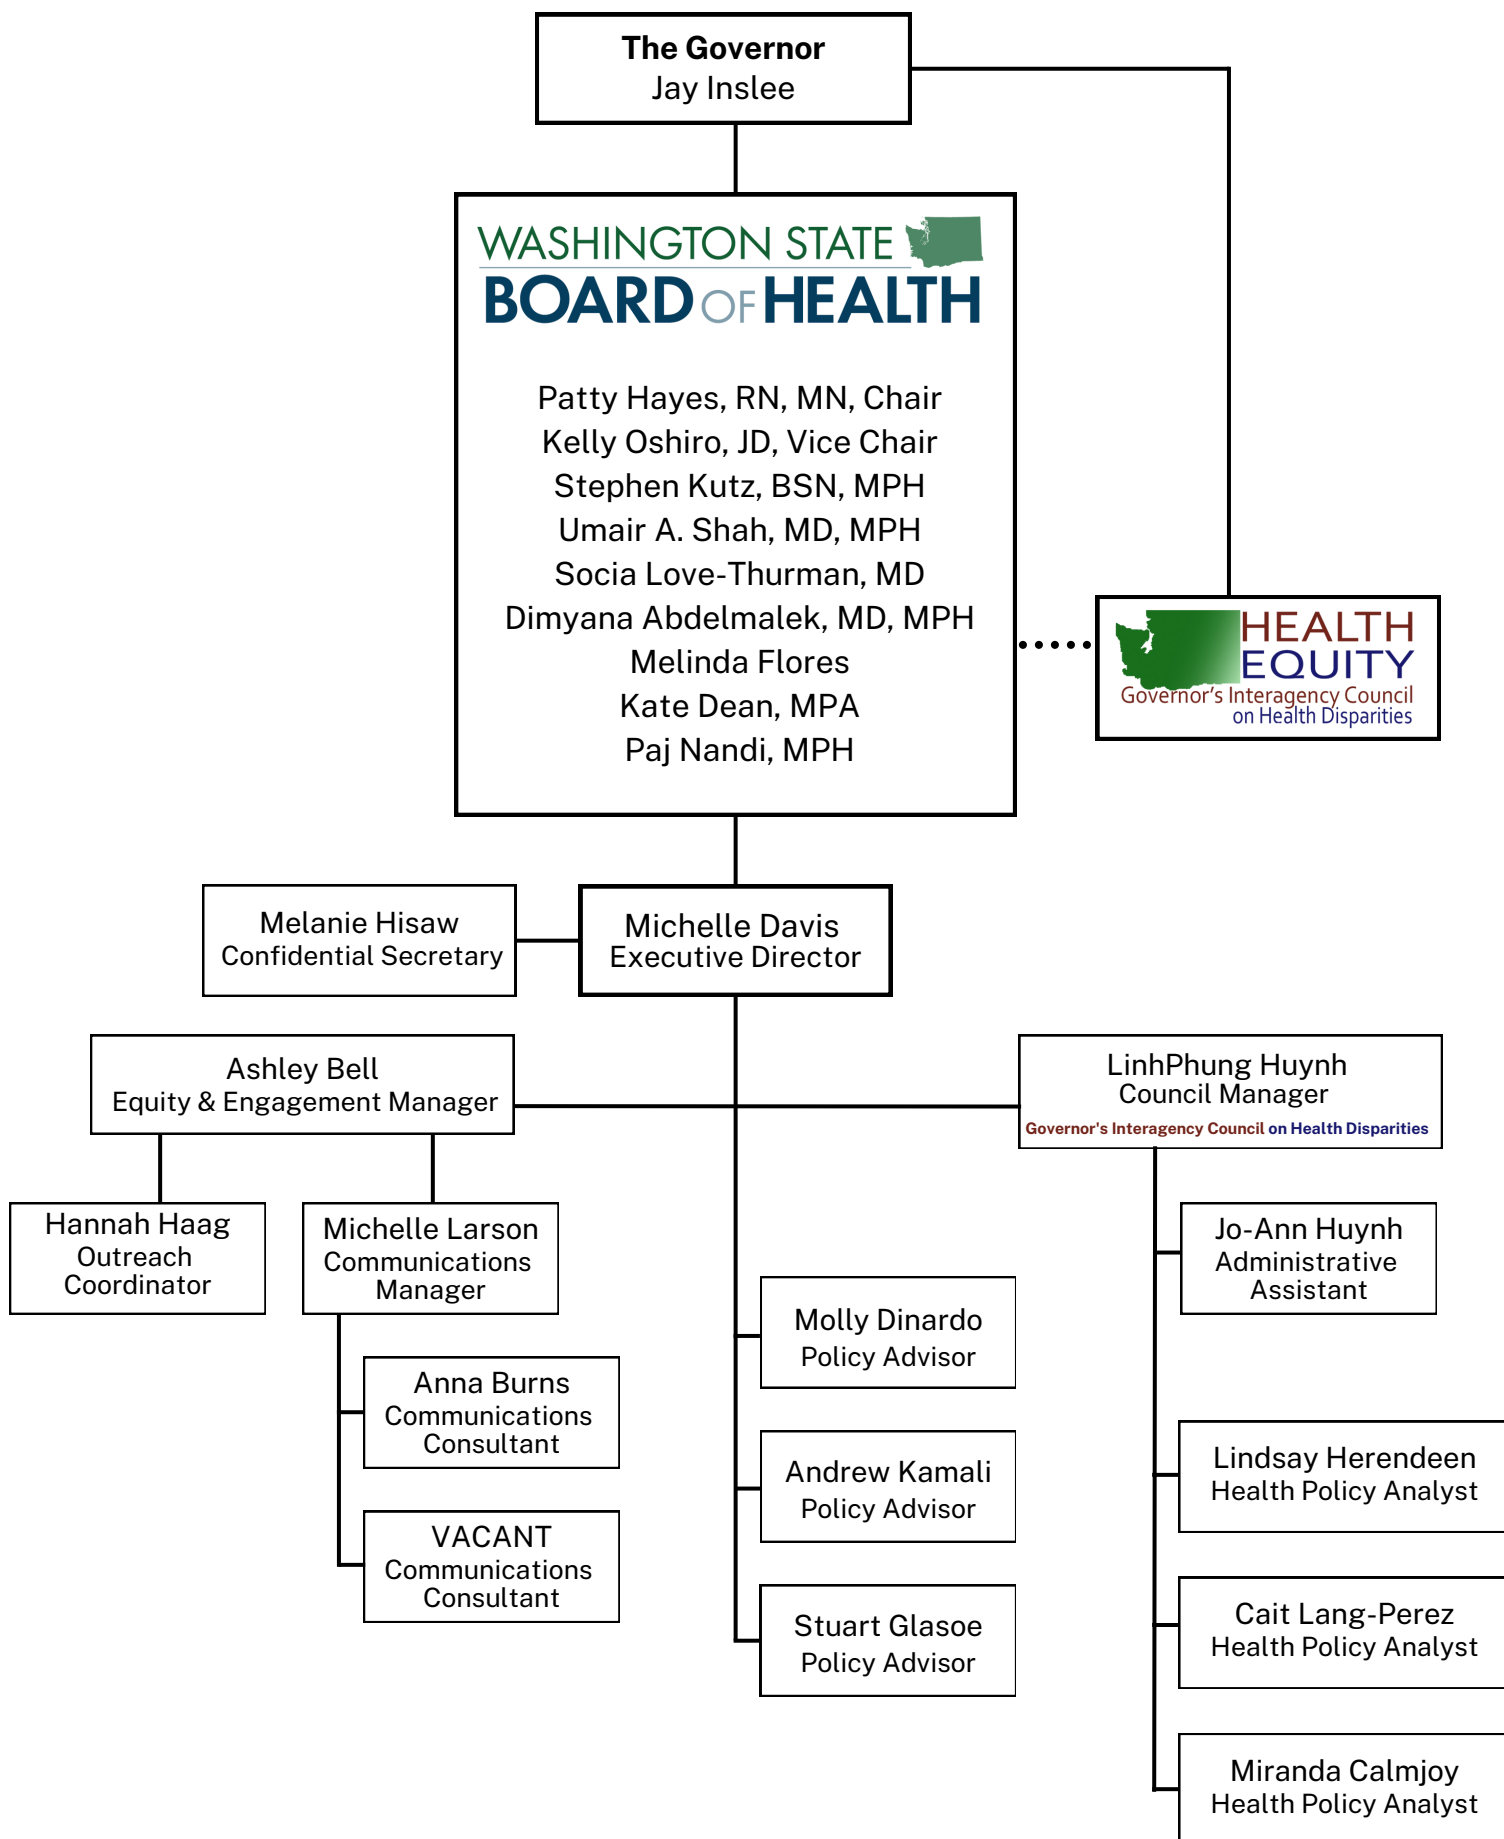 The Governor
Jay Inslee
WASHINGTON STATE
BOARD OF HEALTH
Patty Hayes, RN, MN, Chair
Kelly Oshiro, JD, Vice Chair
Stephen Kutz, BSN, MPH
Umair A. Shah, MD, MPH
Socia Love-Thurman, MD
Dimyana Abdelmalek, MD, MPH
Melinda Flores
Kate Dean, MPA
Paj Nandi, MPH
HEALTH
EQUITY
Governor's Interagency Council
on Health Disparities
Melanie Hisaw
Confidential Secretary
Michelle Davis
Executive Director
Ashley Bell
Equity & Engagement Manager
LinhPhung Huynh
Council Manager
Governor's Interagency Council on Health Disparities
Hannah Haag
Outreach
Coordinator
Michelle Larson
Communications
Manager
Anna Burns
Communications
Consultant
VACANT
Communications
Consultant
Molly Dinardo
Policy Advisor
Andrew Kamali
Policy Advisor
Stuart Glasoe
Policy Advisor
Jo-Ann Huynh
Administrative
Assistant
Lindsay Herendeen
Health Policy Analyst
Cait Lang-Perez
Health Policy Analyst
Miranda Calmjoy
Health Policy Analyst